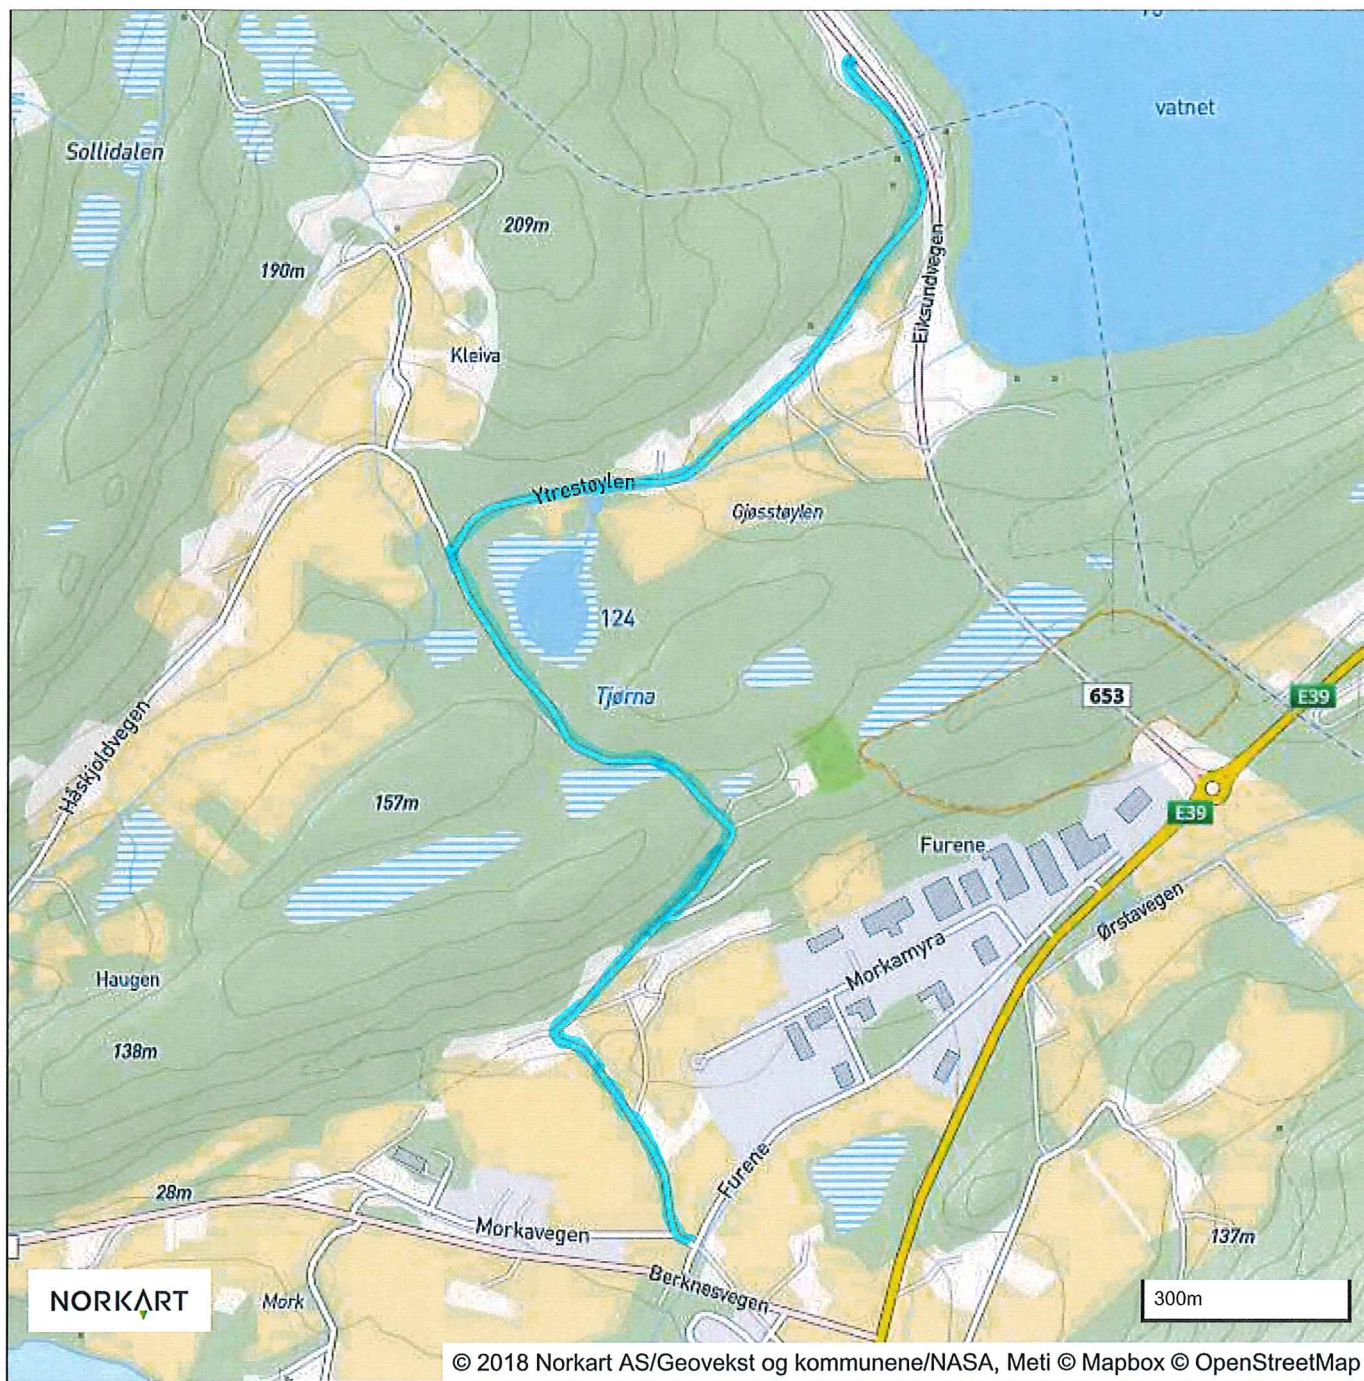 vatnet
Sollidalen
209m
190m
Eiksundvegen
Kleiva
Ytrestøylen
Gjøsstøylen
124
Tjørna
653
E39
Håskjoldvegen
157m
E39
Furene
Ørstavegen
Morkamyra
Haugen
138m
Furene
28m
Morkavegen
137m
Berknesvegen
Mork
NORKART
300m
© 2018 Norkart AS/Geovekst og kommunene/NASA, Meti © Mapbox © OpenStreetMap